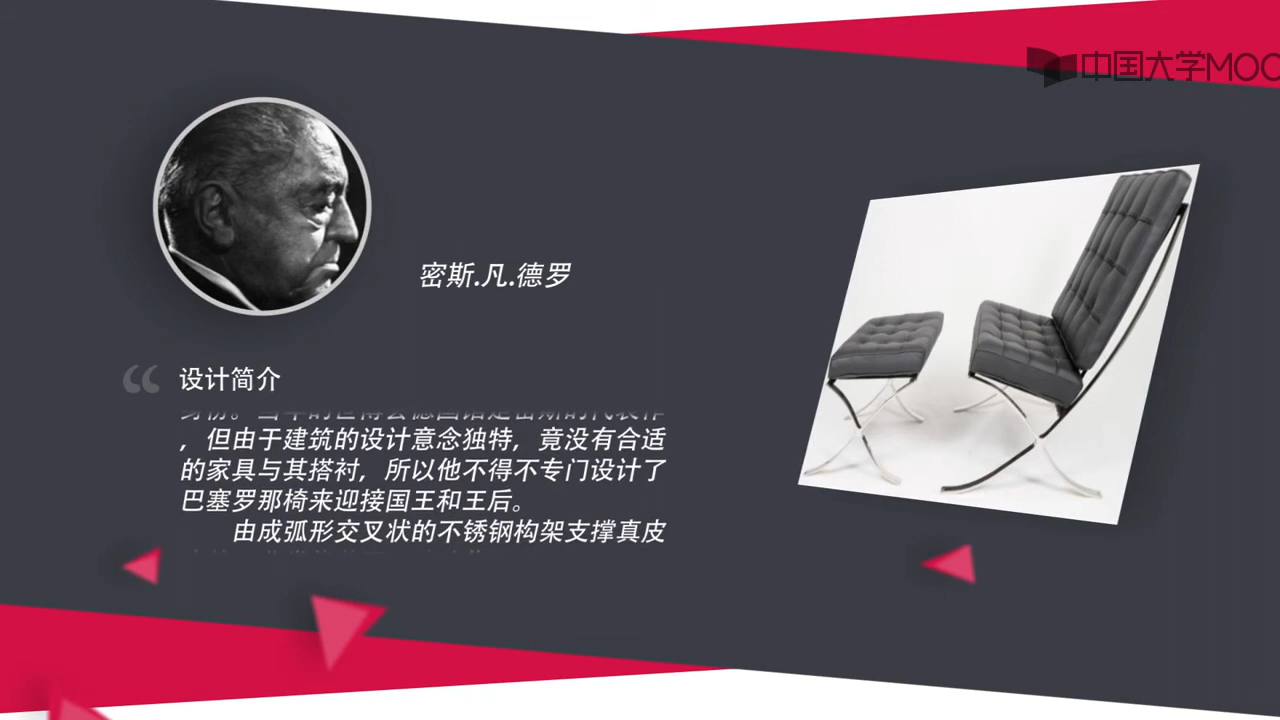 中国大学MOO
密斯.凡.德罗
设计简介
，但由于建筑的设计意念独特，竟没有合适
的家具与其搭衬，所以他不得不专门设计了
巴塞罗那椅来迎接国王和王后。
由成弧形交叉状的不锈钢构架支撑真皮